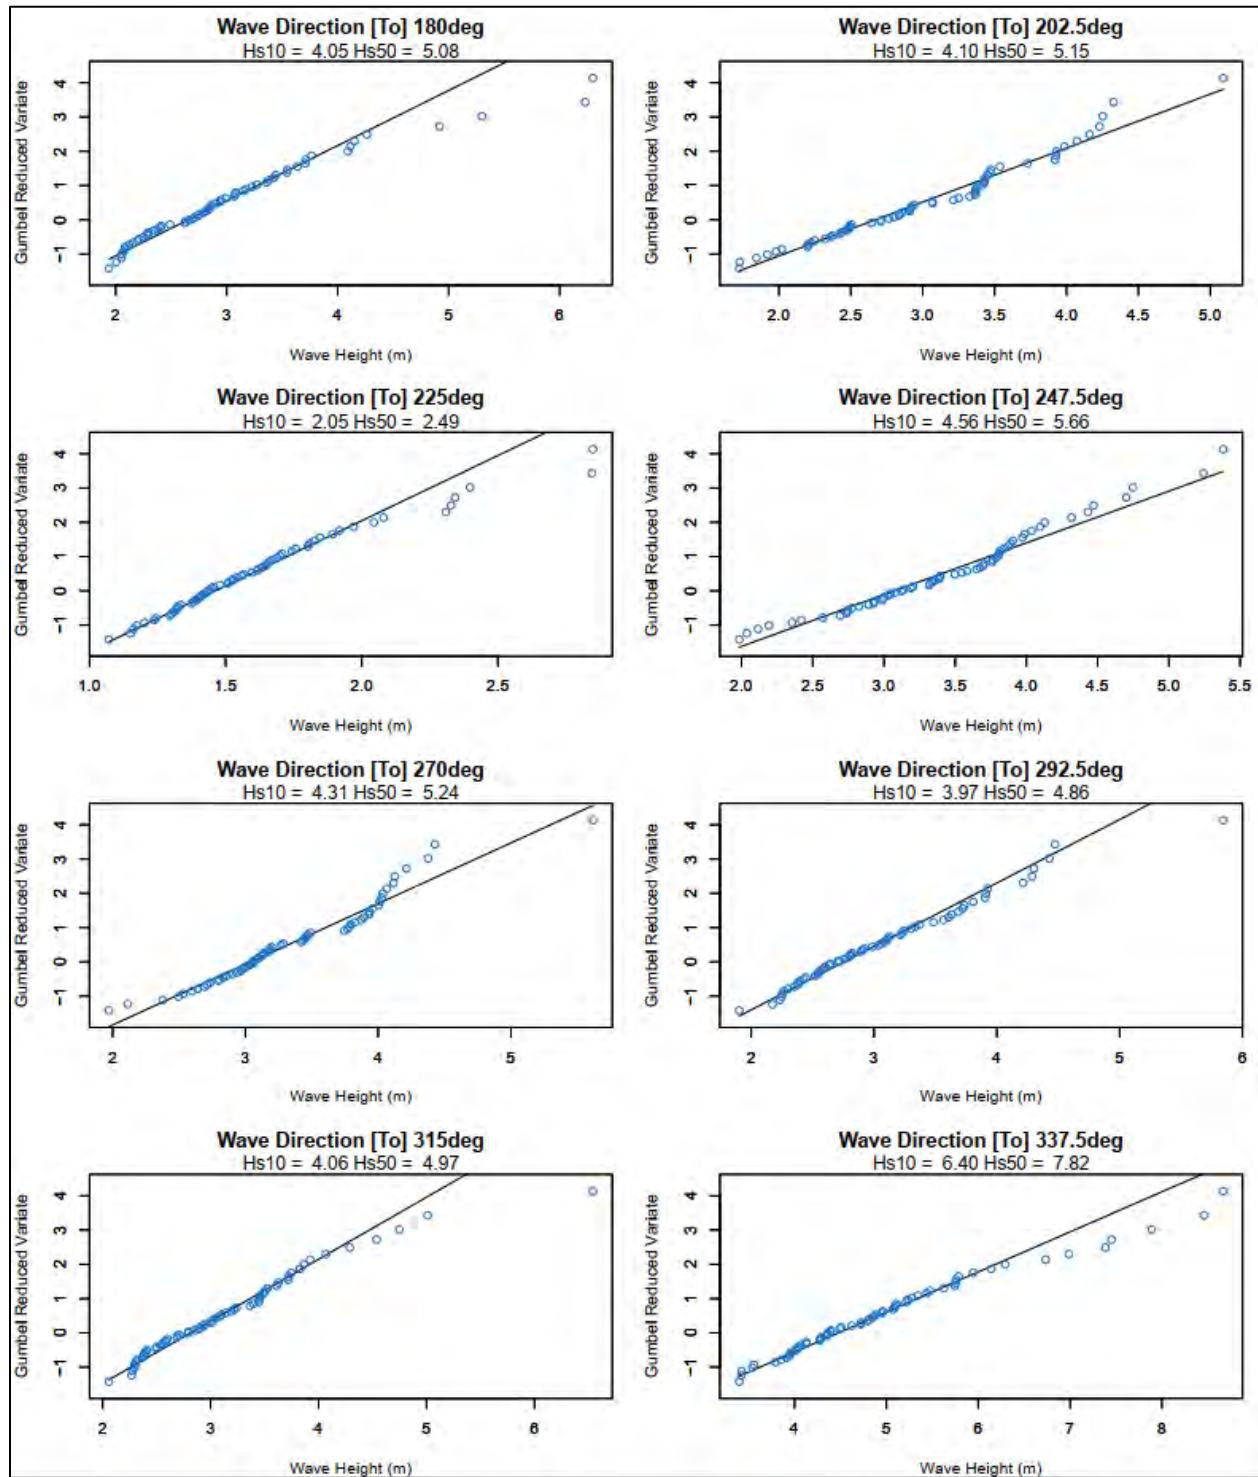 Wave Direction [To] 180deg
Hs10 = 4.05 Hs50 = 5.08
Gumbel Reduced Variate
4
3
2
1
0
−1
2 3 4 5 6
Wave Height (m)
Wave Direction [To] 202.5deg
Hs10 = 4.10 Hs50 = 5.15
Gumbel Reduced Variate
4
3
2
1
0
−1
2.0 2.5 3.0 3.5 4.0 4.5 5.0
Wave Height (m)
Wave Direction [To] 225deg
Hs10 = 2.05 Hs50 = 2.49
Gumbel Reduced Variate
4
3
2
1
0
−1
1.0 1.5 2.0 2.5
Wave Height (m)
Wave Direction [To] 247.5deg
Hs10 = 4.56 Hs50 = 5.66
Gumbel Reduced Variate
4
3
2
1
0
−1
2.0 2.5 3.0 3.5 4.0 4.5 5.0 5.5
Wave Height (m)
Wave Direction [To] 270deg
Hs10 = 4.31 Hs50 = 5.24
Gumbel Reduced Variate
4
3
2
1
0
−1
2 3 4 5
Wave Height (m)
Wave Direction [To] 292.5deg
Hs10 = 3.97 Hs50 = 4.86
Gumbel Reduced Variate
4
3
2
1
0
−1
2 3 4 5 6
Wave Height (m)
Wave Direction [To] 315deg
Hs10 = 4.06 Hs50 = 4.97
Gumbel Reduced Variate
4
3
2
1
0
−1
2 3 4 5 6
Wave Height (m)
Wave Direction [To] 337.5deg
Hs10 = 6.40 Hs50 = 7.82
Gumbel Reduced Variate
4
3
2
1
0
−1
4 5 6 7 8
Wave Height (m)